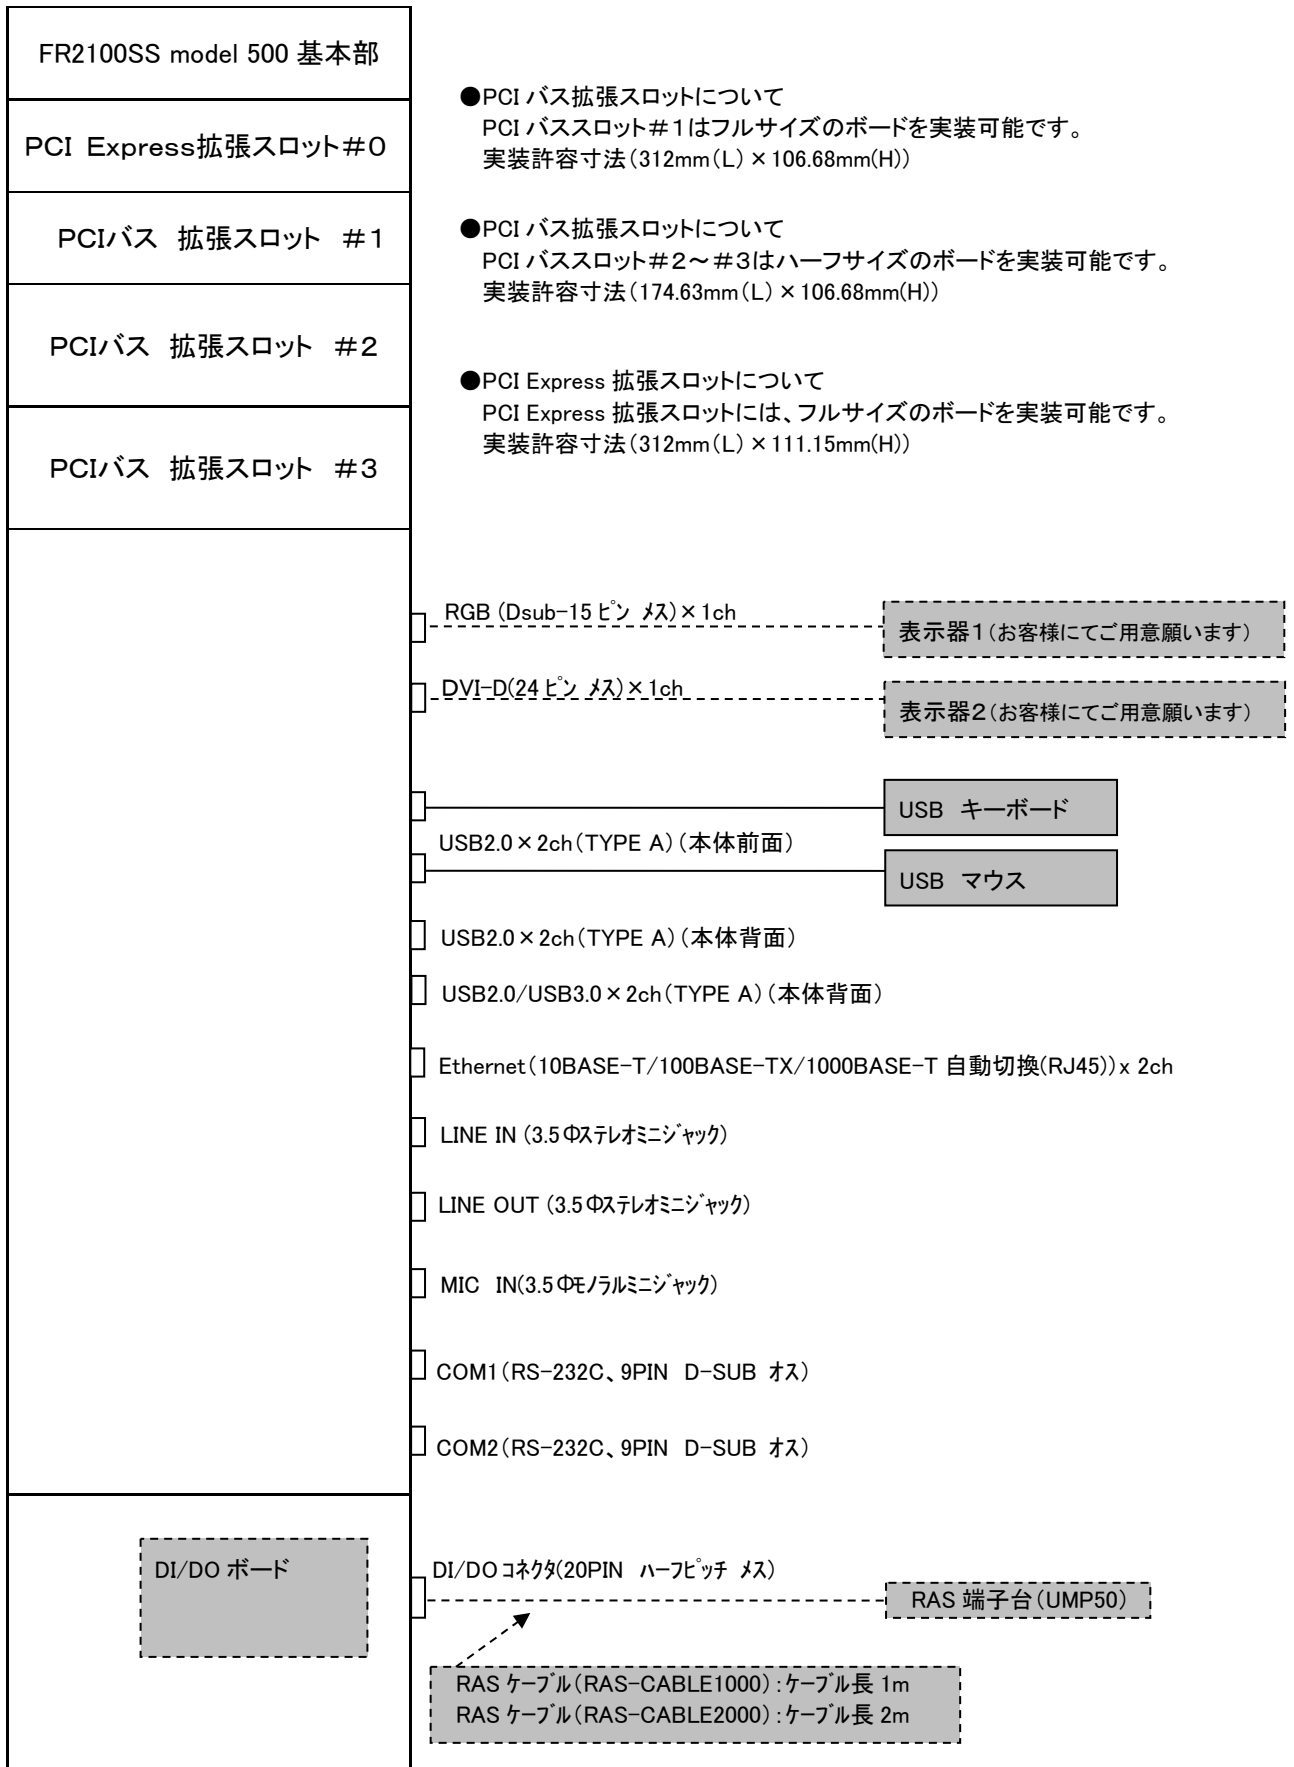 FR2100SS model 500 基本部
PCI Express拡張スロット#0
PCIバス 拡張スロット #1
PCIバス 拡張スロット #2
PCIバス 拡張スロット #3
●PCI バス拡張スロットについて
PCI バススロット#1はフルサイズのボードを実装可能です。
実装許容寸法(312mm(L)×106.68mm(H))
●PCI バス拡張スロットについて
PCI バススロット#2～#3はハーフサイズのボードを実装可能です。
実装許容寸法(174.63mm(L)×106.68mm(H))
●PCI Express 拡張スロットについて
PCI Express 拡張スロットには、フルサイズのボードを実装可能です。
実装許容寸法(312mm(L)×111.15mm(H))
RGB (Dsub-15 ﾋﾟﾝ ﾒｽ)×1ch
表示器1(お客様にてご用意願います)
DVI-D(24 ﾋﾟﾝ ﾒｽ)×1ch
表示器2(お客様にてご用意願います)
USB キーボード
USB2.0×2ch(TYPE A)(本体前面)
USB マウス
USB2.0×2ch(TYPE A)(本体背面)
USB2.0/USB3.0×2ch(TYPE A)(本体背面)
Ethernet(10BASE-T/100BASE-TX/1000BASE-T 自動切換(RJ45))x 2ch
LINE IN (3.5Φｽﾃﾚｵﾐﾆｼﾞｬｯｸ)
LINE OUT (3.5Φｽﾃﾚｵﾐﾆｼﾞｬｯｸ)
MIC IN(3.5Φﾓﾉﾗﾙﾐﾆｼﾞｬｯｸ)
COM1(RS-232C、9PIN D-SUB ｵｽ)
COM2(RS-232C、9PIN D-SUB ｵｽ)
DI/DO ボード
DI/DO ｺﾈｸﾀ(20PIN ﾊｰﾌﾋﾟｯﾁ ﾒｽ)
RAS 端子台(UMP50)
RAS ｹｰﾌﾞﾙ(RAS-CABLE1000):ｹｰﾌﾞﾙ長 1m
RAS ｹｰﾌﾞﾙ(RAS-CABLE2000):ｹｰﾌﾞﾙ長 2m